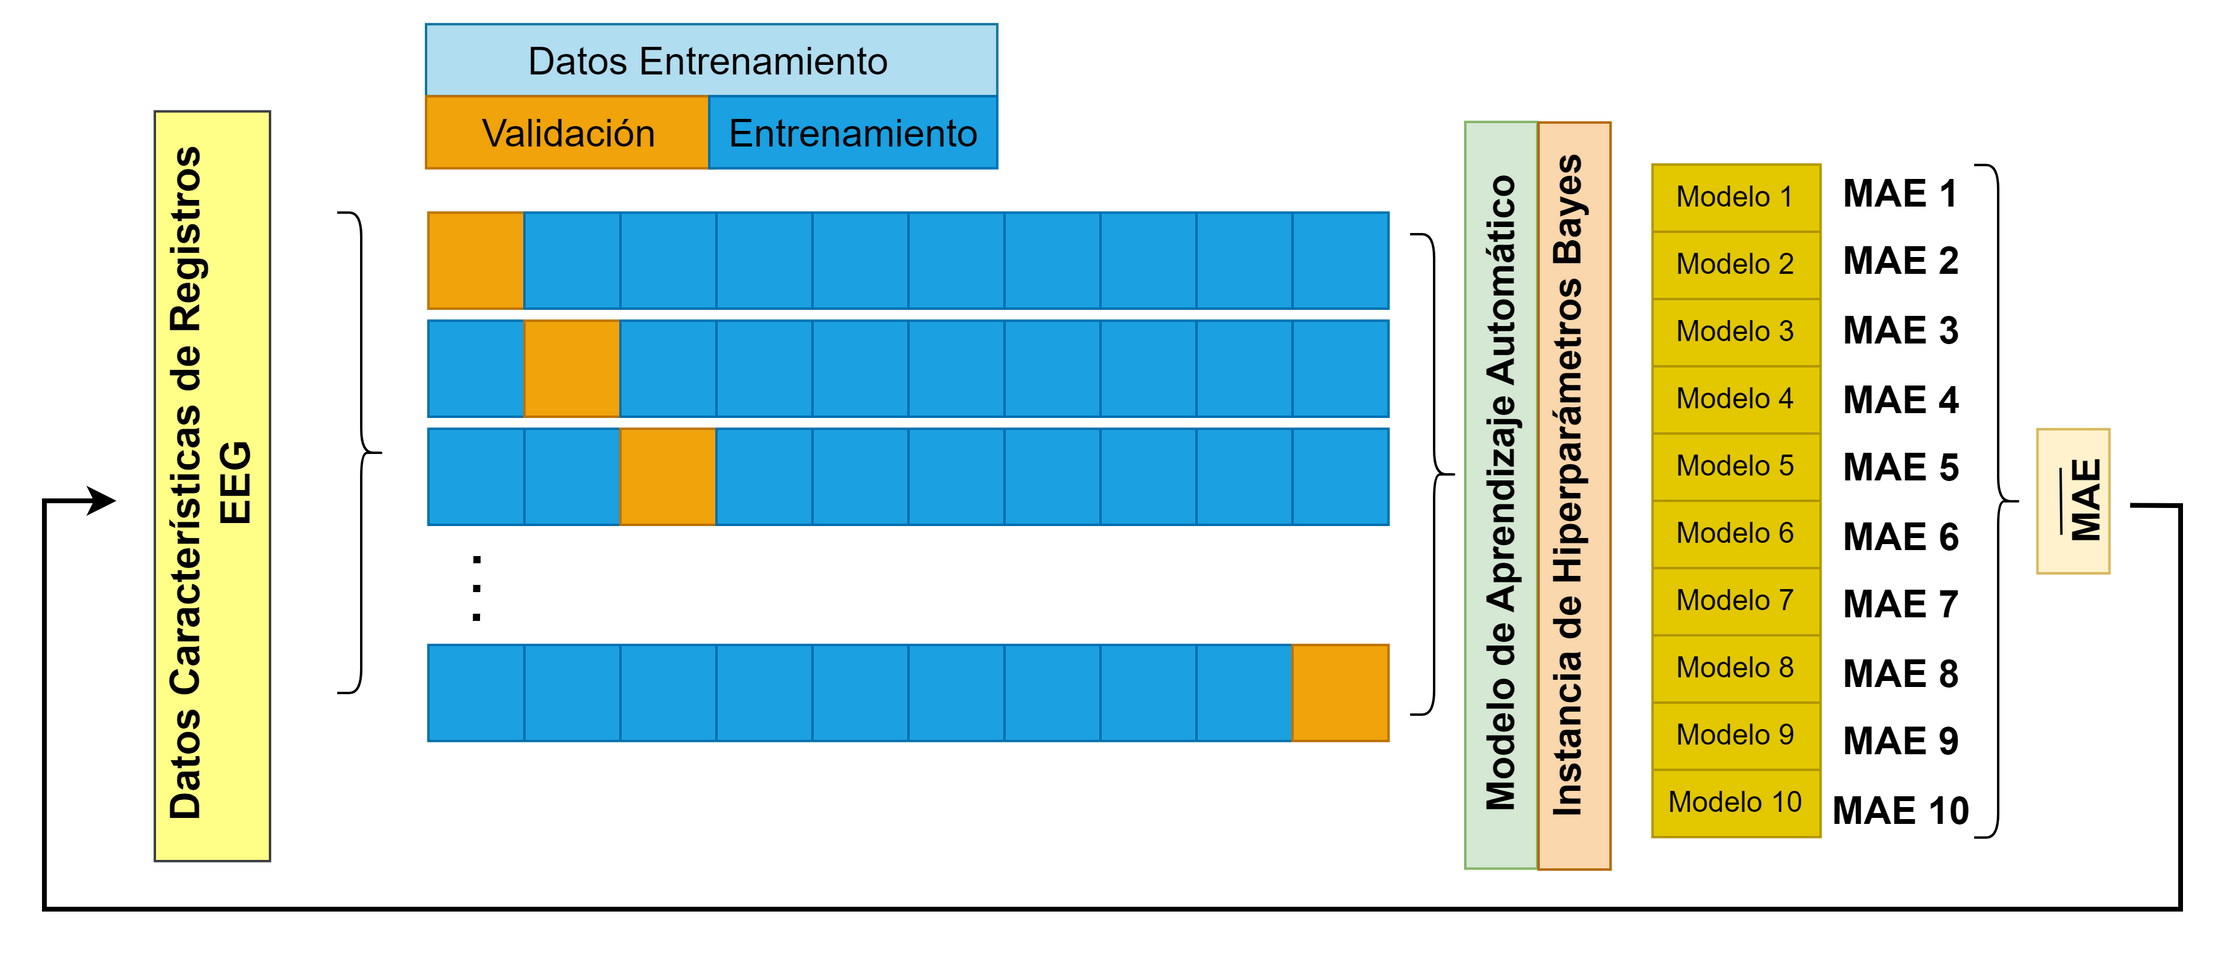 Datos Entrenamiento
Validación
Entrenamiento
Datos Características de Registros
EEG
Modelo de Aprendizaje Automático
Instancia de Hiperparámetros Bayes
Modelo 1
MAE 1
Modelo 2
MAE 2
Modelo 3
MAE 3
Modelo 4
MAE 4
Modelo 5
MAE 5
Modelo 6
MAE 6
Modelo 7
MAE 7
Modelo 8
MAE 8
Modelo 9
MAE 9
Modelo 10
MAE 10
MAE